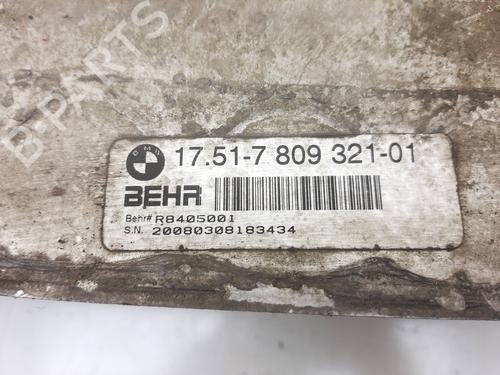 B-PARTS
BMW
17.51-7 809 321-01
BEHR
Behr# R8405001
S.N. 20080308183434